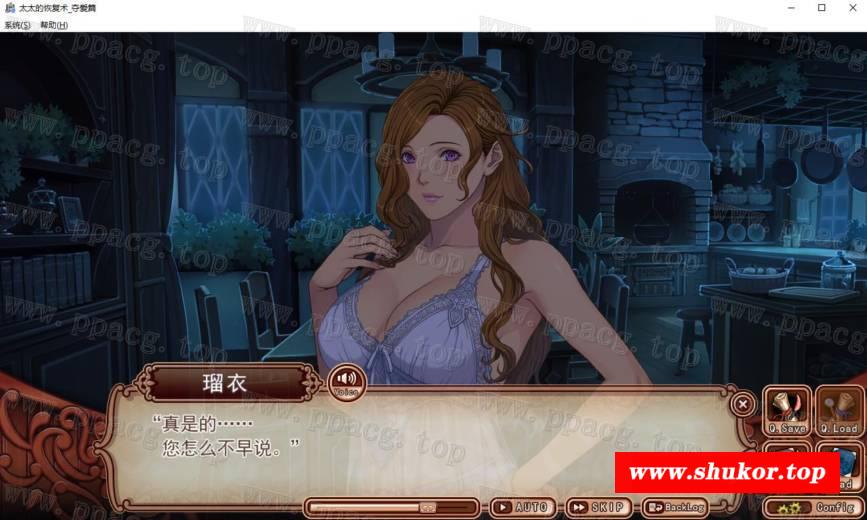 太太的恢复术_夺爱篇
系统(S) 帮助(H)
www.ppacg.top
瑠衣
Voice
“真是的……
您怎么不早说。”
Q.Save
Q.Load
www.shukor.top
AUTO
SKIP
BackLog
Config